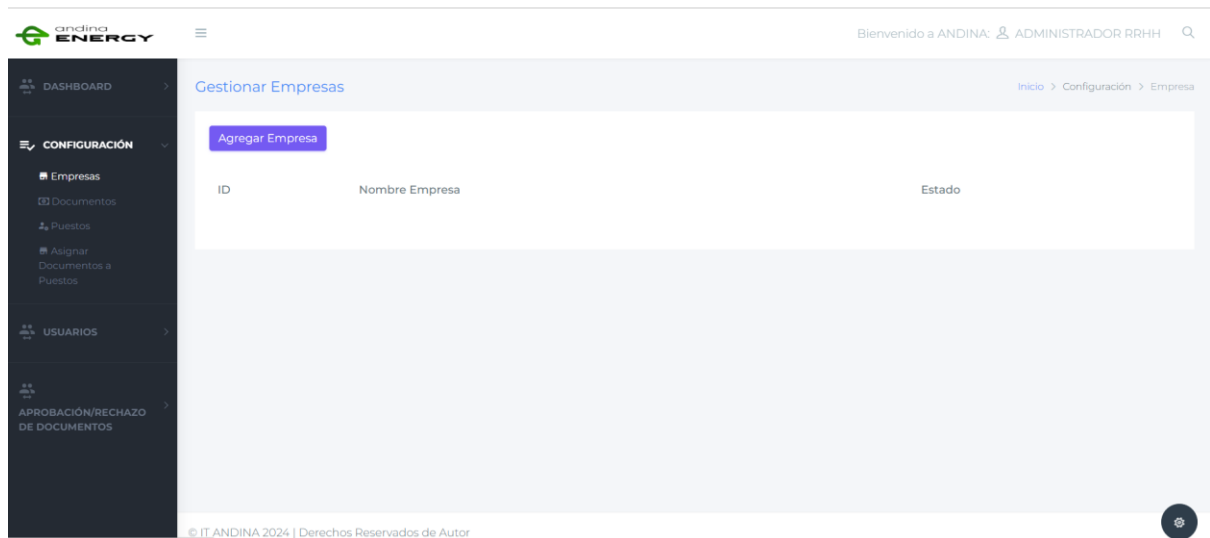 andina
ENERGY
Bienvenido a ANDINA: ADMINISTRADOR RRHH
DASHBOARD
Gestionar Empresas
Inicio > Configuración > Empresa
CONFIGURACIÓN
Agregar Empresa
Empresas
ID Nombre Empresa Estado
Documentos
Puestos
Asignar
Documentos a
Puestos
USUARIOS
APROBACIÓN/RECHAZO
DE DOCUMENTOS
© IT ANDINA 2024 | Derechos Reservados de Autor